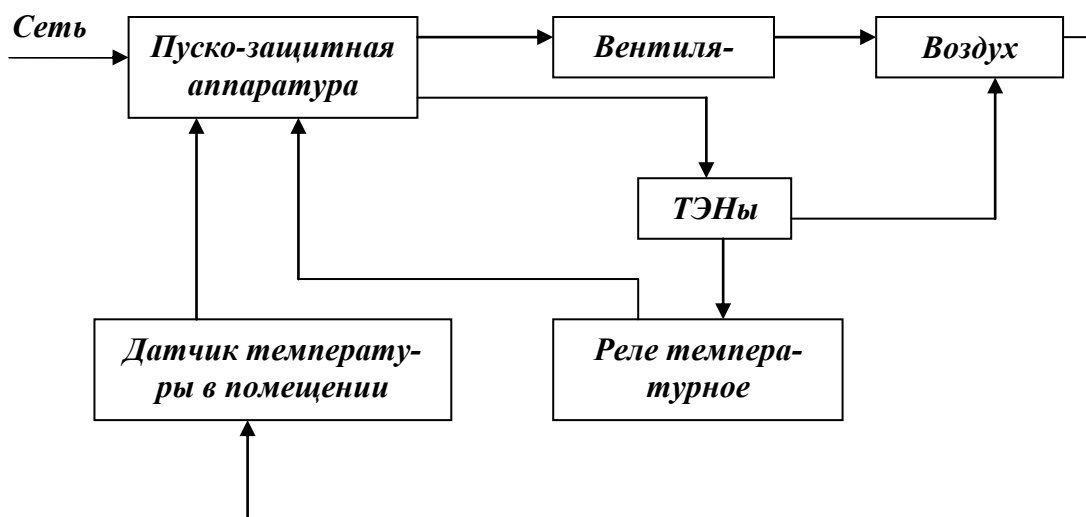 Сеть
Пуско-защитная
аппаратура
Вентиля-
Воздух
ТЭНы
Датчик температу-
ры в помещении
Реле темпера-
турное